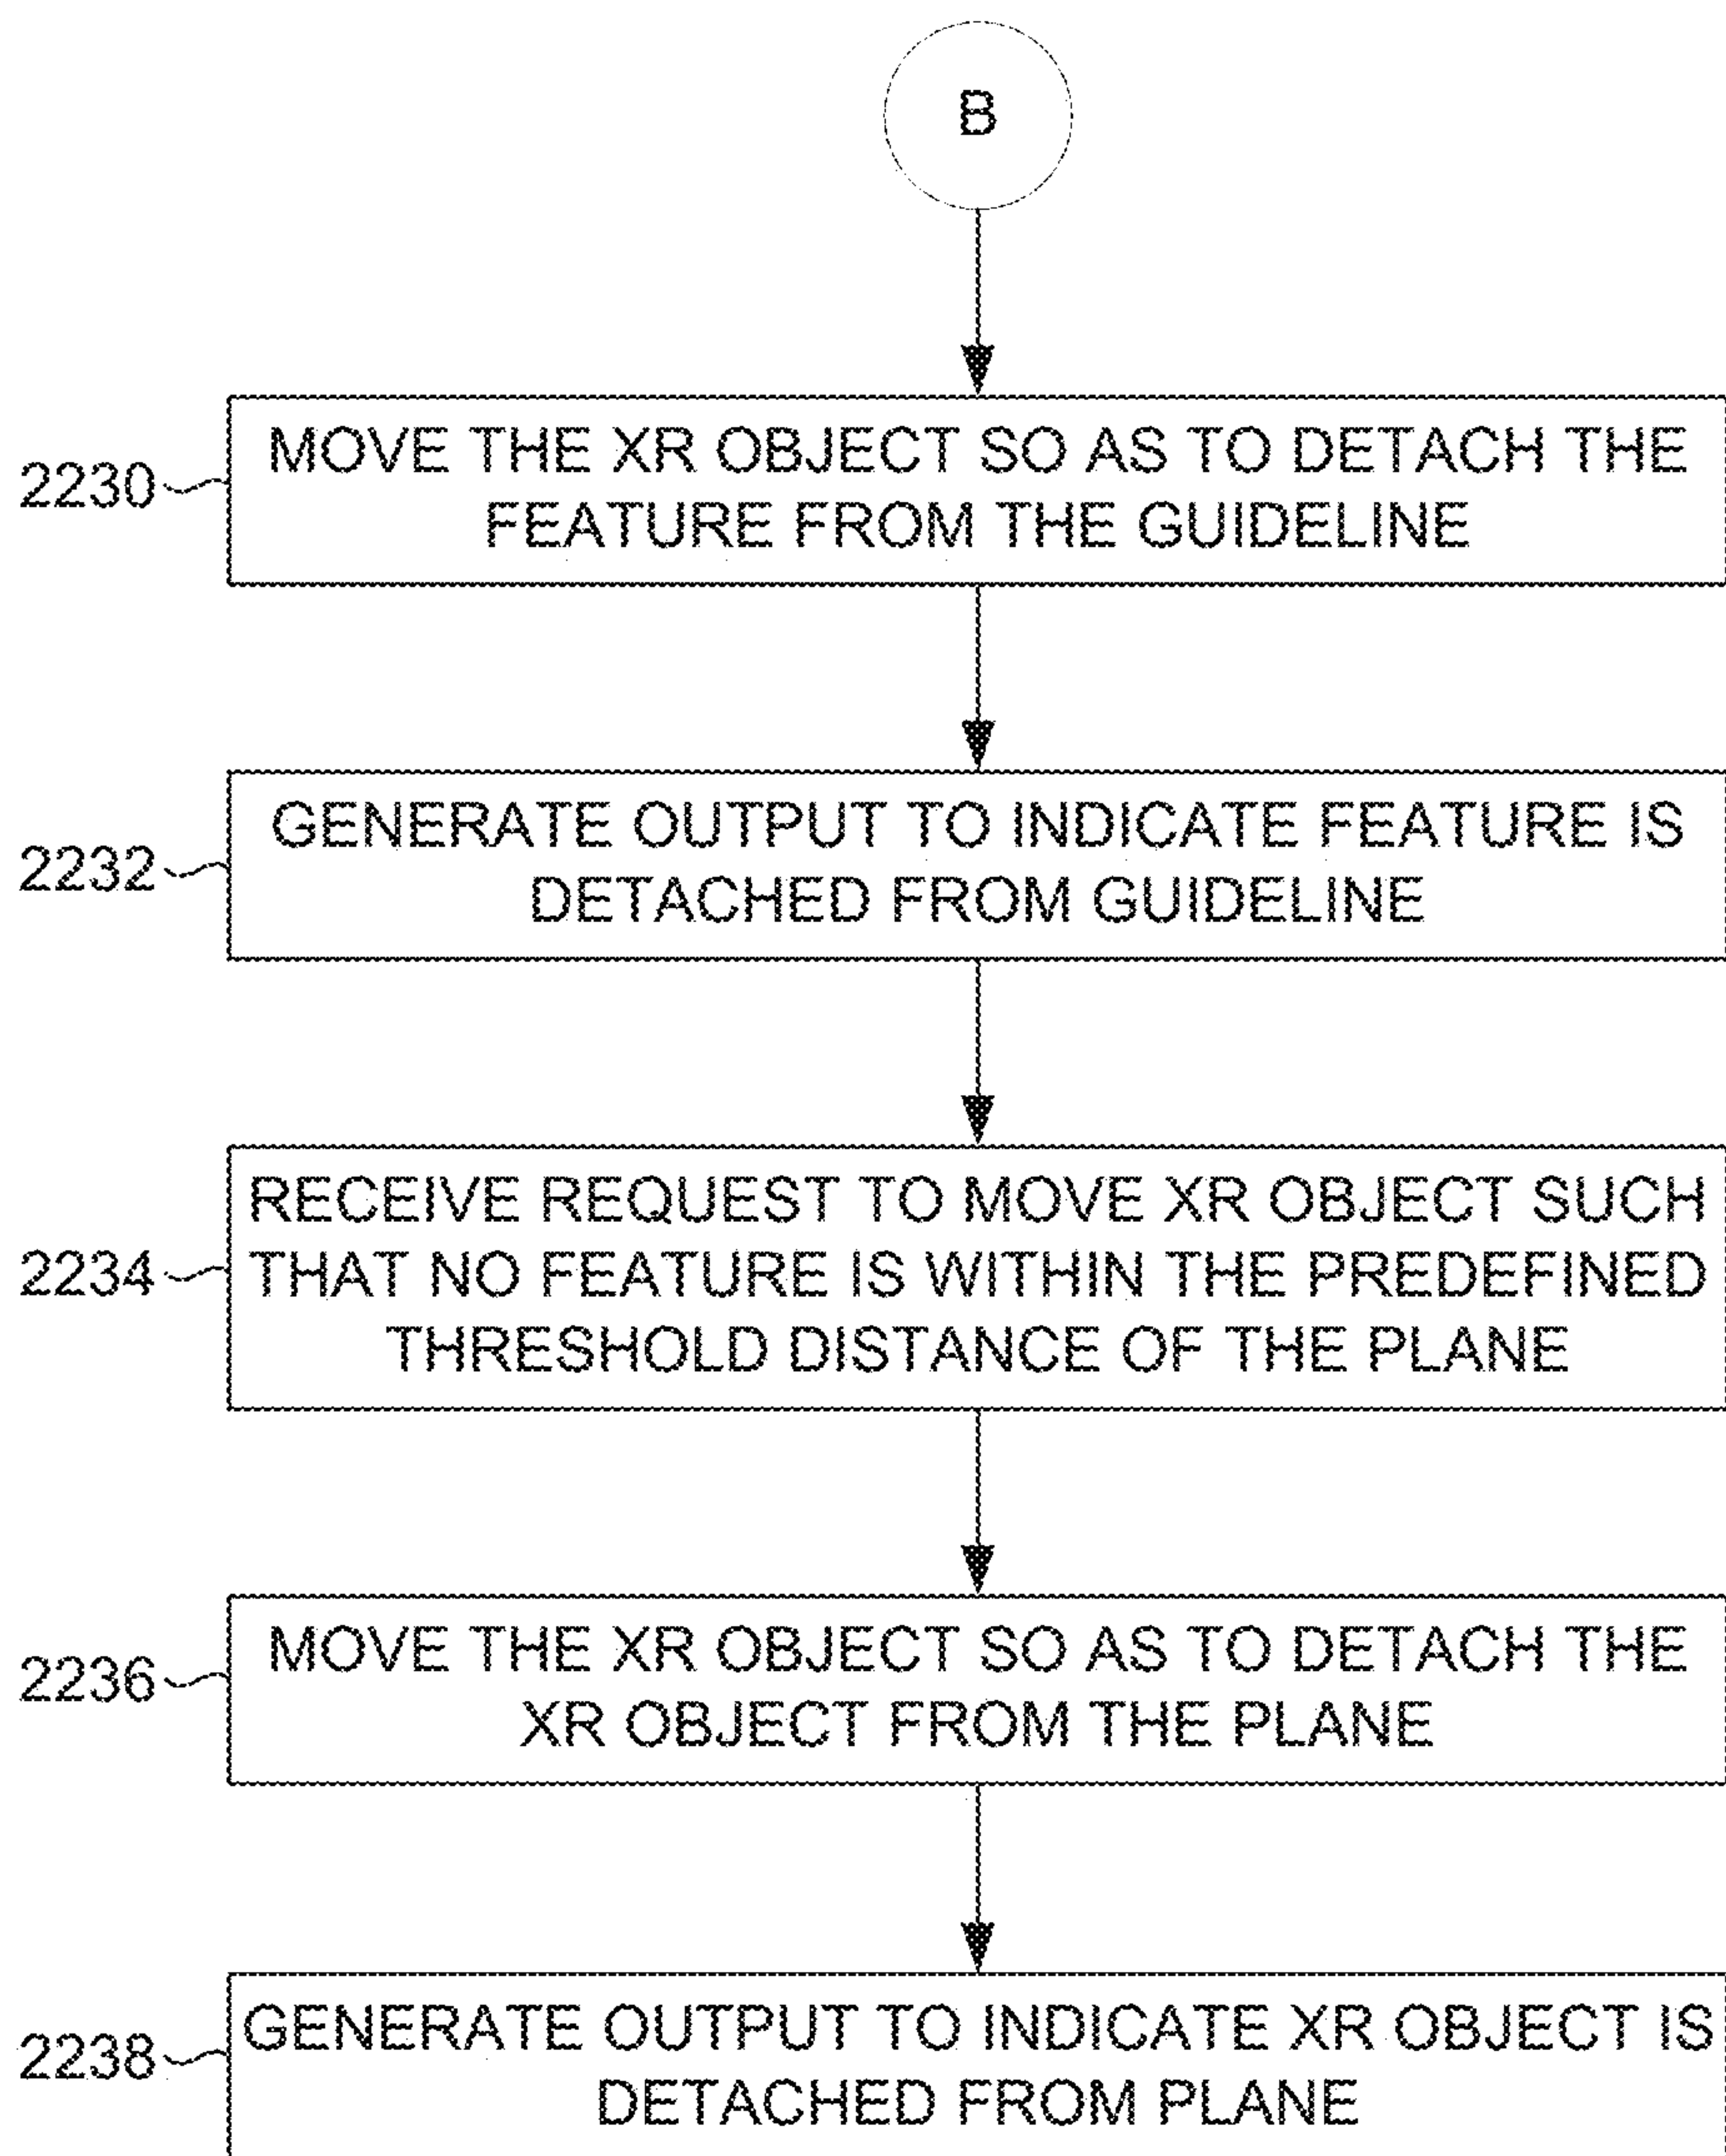 B
2230
MOVE THE XR OBJECT SO AS TO DETACH THE
FEATURE FROM THE GUIDELINE
2232
GENERATE OUTPUT TO INDICATE FEATURE IS
DETACHED FROM GUIDELINE
2234
RECEIVE REQUEST TO MOVE XR OBJECT SUCH
THAT NO FEATURE IS WITHIN THE PREDEFINED
THRESHOLD DISTANCE OF THE PLANE
2236
MOVE THE XR OBJECT SO AS TO DETACH THE
XR OBJECT FROM THE PLANE
2238
GENERATE OUTPUT TO INDICATE XR OBJECT IS
DETACHED FROM PLANE